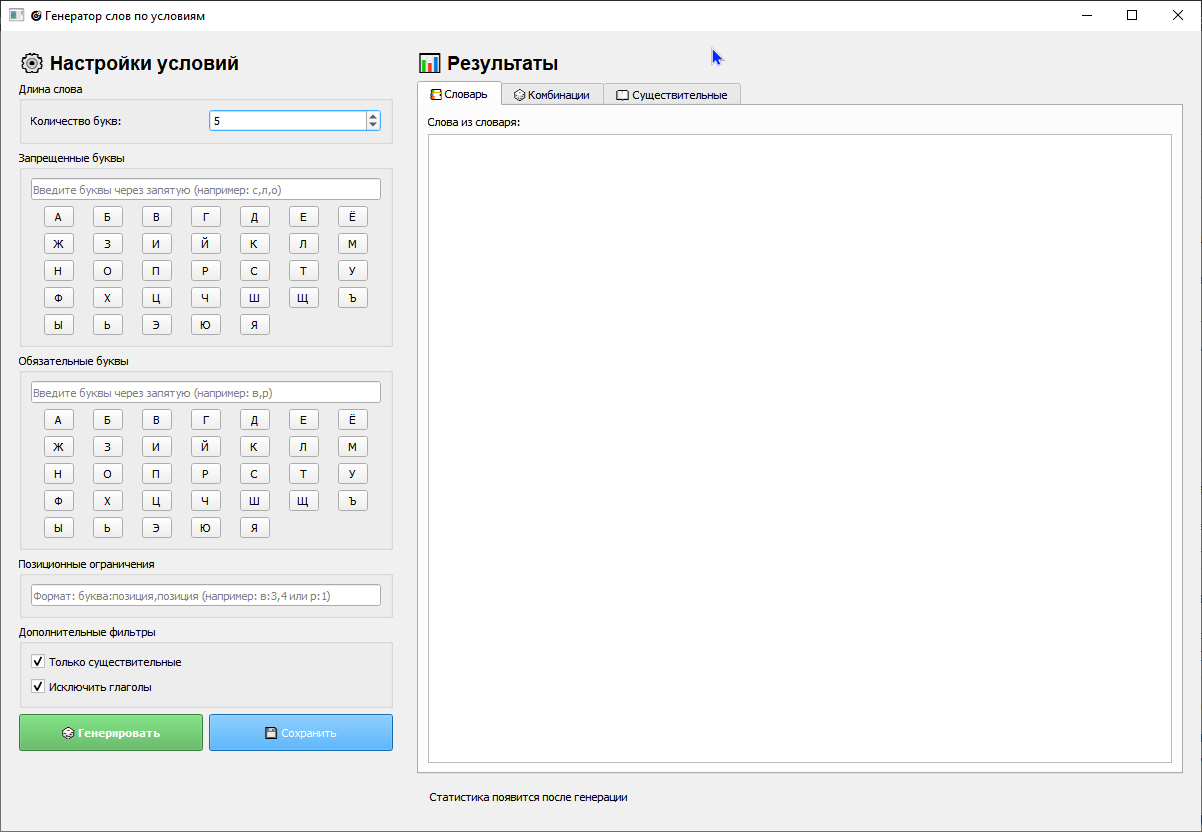 Генератор слов по условиям
Настройки условий
Длина слова
Количество букв:
5
Запрещенные буквы
Введите буквы через запятую (например: с,л,о)
А Б В Г Д Е Ё
Ж З И Й К Л М
Н О П Р С Т У
Ф Х Ц Ч Ш Щ Ъ
Ы Ь Э Ю Я
Обязательные буквы
Введите буквы через запятую (например: в,р)
А Б В Г Д Е Ё
Ж З И Й К Л М
Н О П Р С Т У
Ф Х Ц Ч Ш Щ Ъ
Ы Ь Э Ю Я
Позиционные ограничения
Формат: буква:позиция,позиция (например: в:3,4 или р:1)
Дополнительные фильтры
Только существительные
Исключить глаголы
Генерировать
Сохранить
Результаты
Словарь
Комбинации
Существительные
Слова из словаря:
Статистика появится после генерации